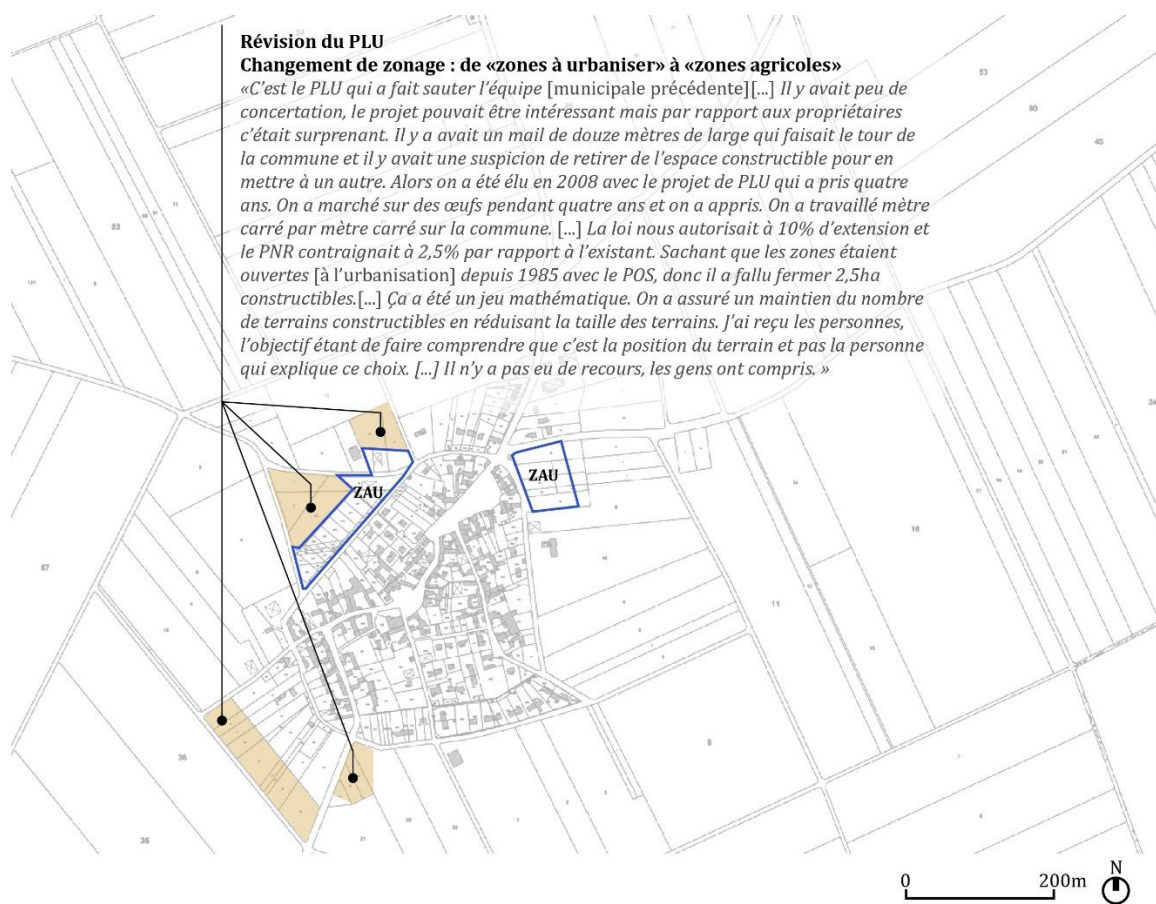 Révision du PLU
Changement de zonage : de «zones à urbaniser» à «zones agricoles»
«C'est le PLU qui a fait sauter l'équipe [municipale précédente][...] Il y avait peu de
concertation, le projet pouvait être intéressant mais par rapport aux propriétaires
c'était surprenant. Il y a avait un mail de douze mètres de large qui faisait le tour de
la commune et il y avait une suspicion de retirer de l'espace constructible pour en
mettre à un autre. Alors on a été élu en 2008 avec le projet de PLU qui a pris quatre
ans. On a marché sur des œufs pendant quatre ans et on a appris. On a travaillé mètre
carré par mètre carré sur la commune. [...] La loi nous autorisait à 10% d'extension et
le PNR contraignait à 2,5% par rapport à l'existant. Sachant que les zones étaient
ouvertes [à l'urbanisation] depuis 1985 avec le POS, donc il a fallu fermer 2,5ha
constructibles.[...] Ça a été un jeu mathématique. On a assuré un maintien du nombre
de terrains constructibles en réduisant la taille des terrains. J'ai reçu les personnes,
l'objectif étant de faire comprendre que c'est la position du terrain et pas la personne
qui explique ce choix. [...] Il n'y a pas eu de recours, les gens ont compris. »
ZAU
ZAU
0 200m
N